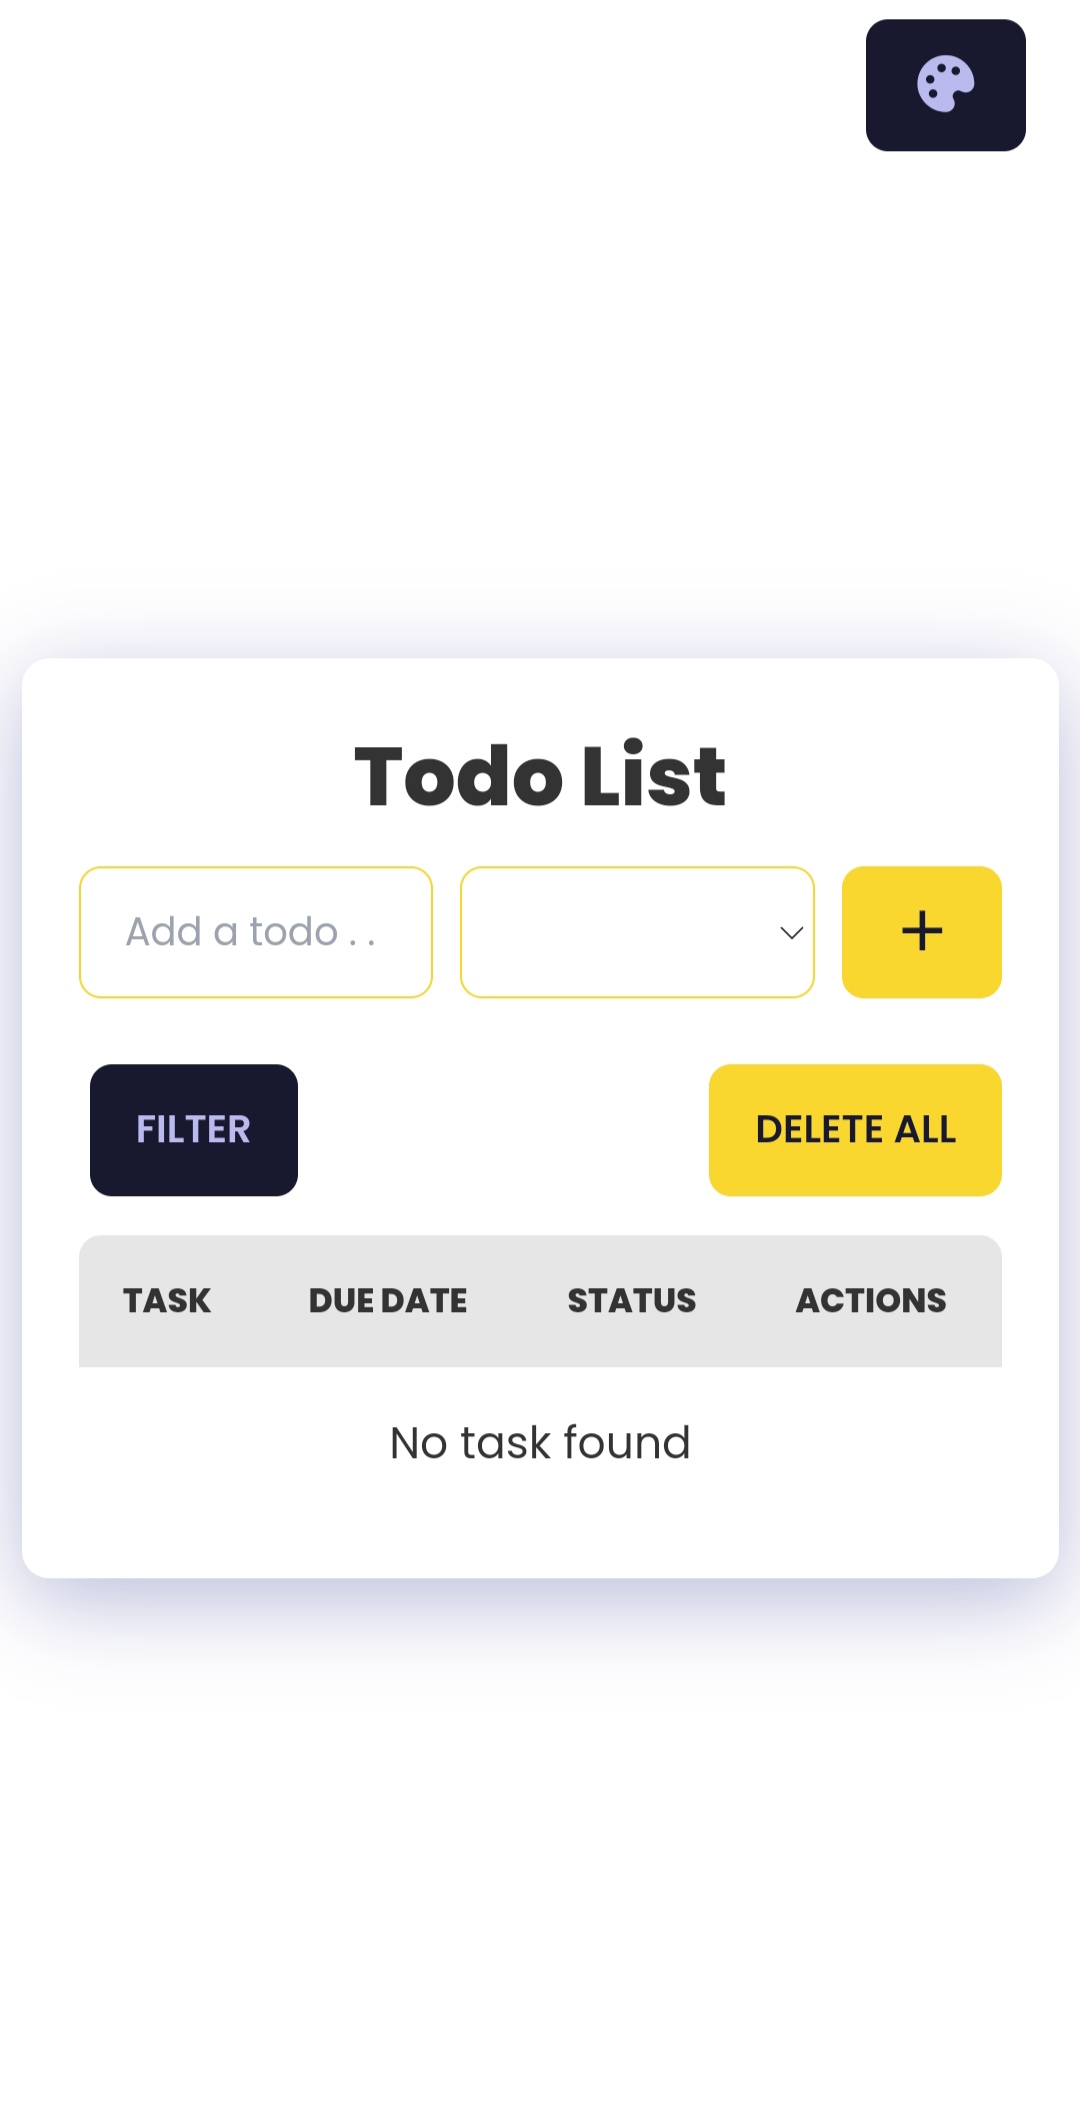 Todo List
Add a todo . .
FILTER
DELETE ALL
TASK DUE DATE STATUS ACTIONS
No task found